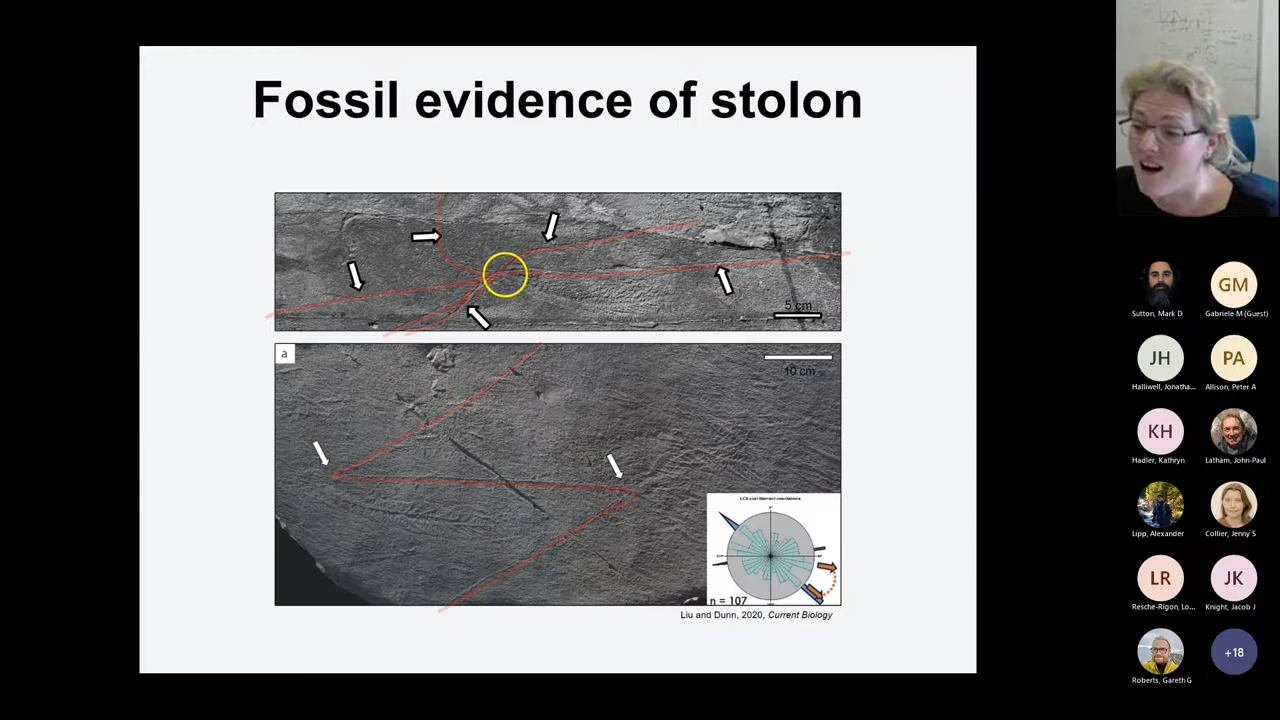 Fossil evidence of stolon
5 cm
a
10 cm
n = 107
Liu and Dunn, 2020, Current Biology
Sutton, Mark D
GM
Gabriele M (Guest)
JH
Halliwell, Jonatha...
PA
Allison, Peter A
KH
Hadler, Kathryn
Latham, John-Paul
Lipp, Alexander
Collier, Jenny S
LR
Resche-Rigon, Lo...
JK
Knight, Jacob J
Roberts, Gareth G
+18